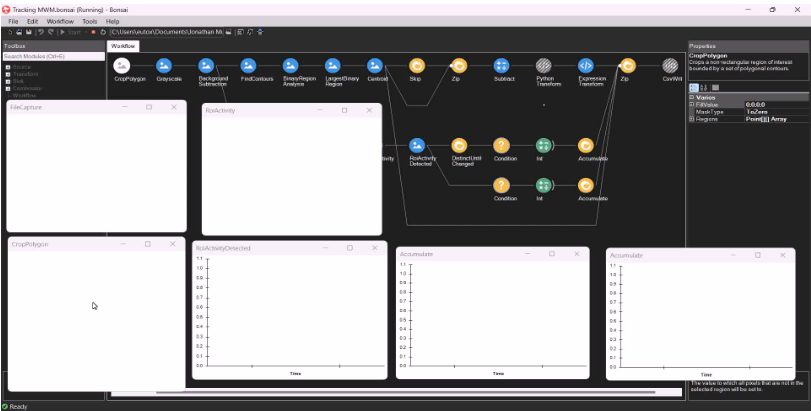 Tracking MWM.bonsai (Running) - Bonsai
File Edit Workflow Tools Help
Start
C:\Users\autox\Documents\Jonathan M
Toolbox
Workflow
Properties
Search Modules (Ctrl+E)
Source
Transform
Sink
Combinator
Workflow
CropPolygon
Grayscale
Background
Subtraction
FindContours
BinaryRegion
Analysis
LargestBinary
Region
Centroid
Skip
Zip
Subtract
Python
Transform
Expression
Transform
Zip
CsvWrit
CropPolygon
Crops a non-rectangular region of interest
bounded by a set of polygonal contours.
Varios
FillValue 0,0,0,0
MaskType ToZero
Regions Point[][] Array
FileCapture
RoiActivity
tivity
RoiActivity
Detected
DistinctUntil
Changed
Condition
Int
Accumulate
Condition
Int
Accumulate
CropPolygon
RoiActivityDetected
1.1
1.0
0.9
0.8
0.7
0.6
0.5
0.4
0.3
0.2
0.1
0.0
Time
Accumulate
1.1
1.0
0.9
0.8
0.7
0.6
0.5
0.4
0.3
0.2
0.1
0.0
Time
Accumulate
1.1
1.0
0.9
0.8
0.7
0.6
0.5
0.4
0.3
0.2
0.1
0.0
Time
The value to which all pixels that are not in the
selected region will be set to.
Ready